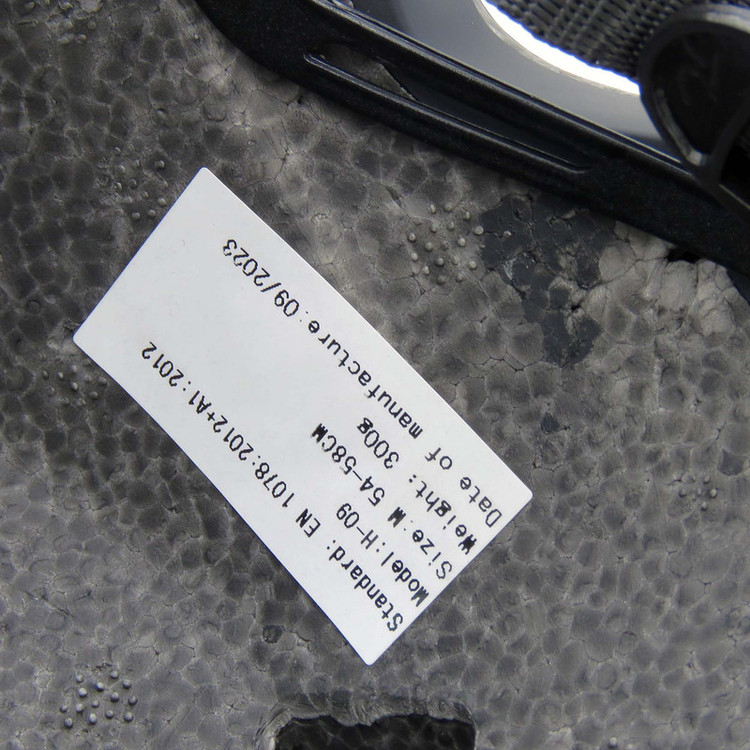 Standard: EN 1078:2012+A1:2012
Model:H-09
Size:M 54-58CM
Weight: 300g
Date of manufacture:09/2023